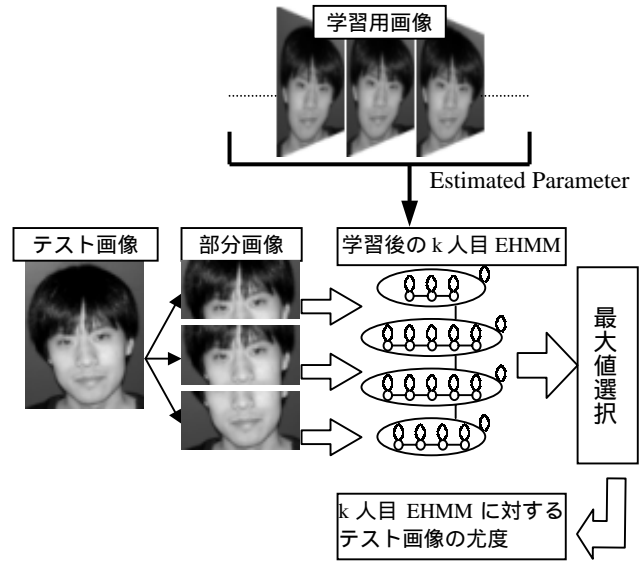 学習用画像
Estimated Parameter
テスト画像
部分画像
学習後の k 人目 EHMM
最大値選択
k 人目 EHMM に対する
テスト画像の尤度